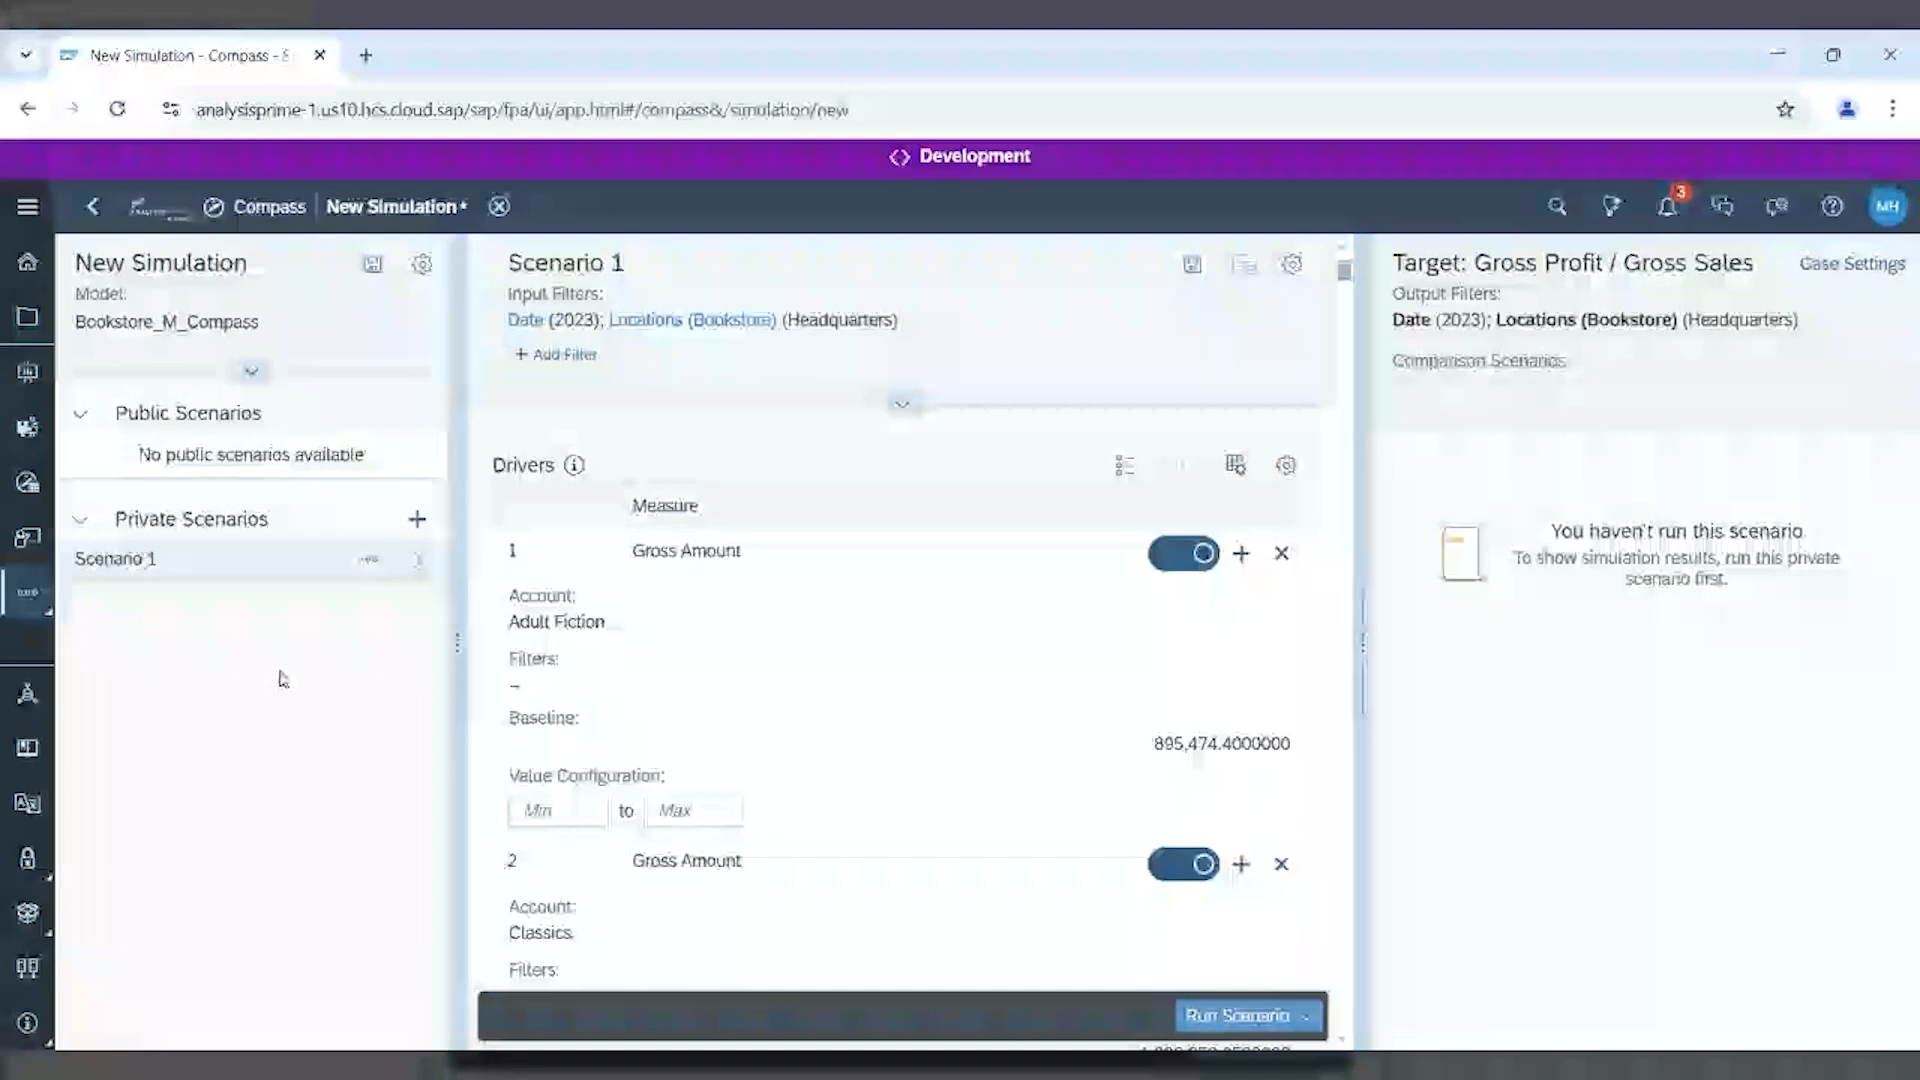 New Simulation - Compass - S
analysisprime-1.us10.hcs.cloud.sap/sap/fpa/ui/app.html#/compass&/simulation/new
<> Development
Compass
New Simulation*
3
MH
New Simulation
Model:
Bookstore_M_Compass
Public Scenarios
No public scenarios available
Private Scenarios
Scenario 1
Scenario 1
Input Filters:
Date (2023); Locations (Bookstore) (Headquarters)
+ Add Filter
Drivers
Measure
1 Gross Amount
Account:
Adult Fiction
Filters:
–
Baseline:
895,474.4000000
Value Configuration:
Min to Max
2 Gross Amount
Account:
Classics
Filters:
Run Scenario
Target: Gross Profit / Gross Sales
Case Settings
Output Filters:
Date (2023); Locations (Bookstore) (Headquarters)
Comparison Scenarios
You haven't run this scenario
To show simulation results, run this private
scenario first.